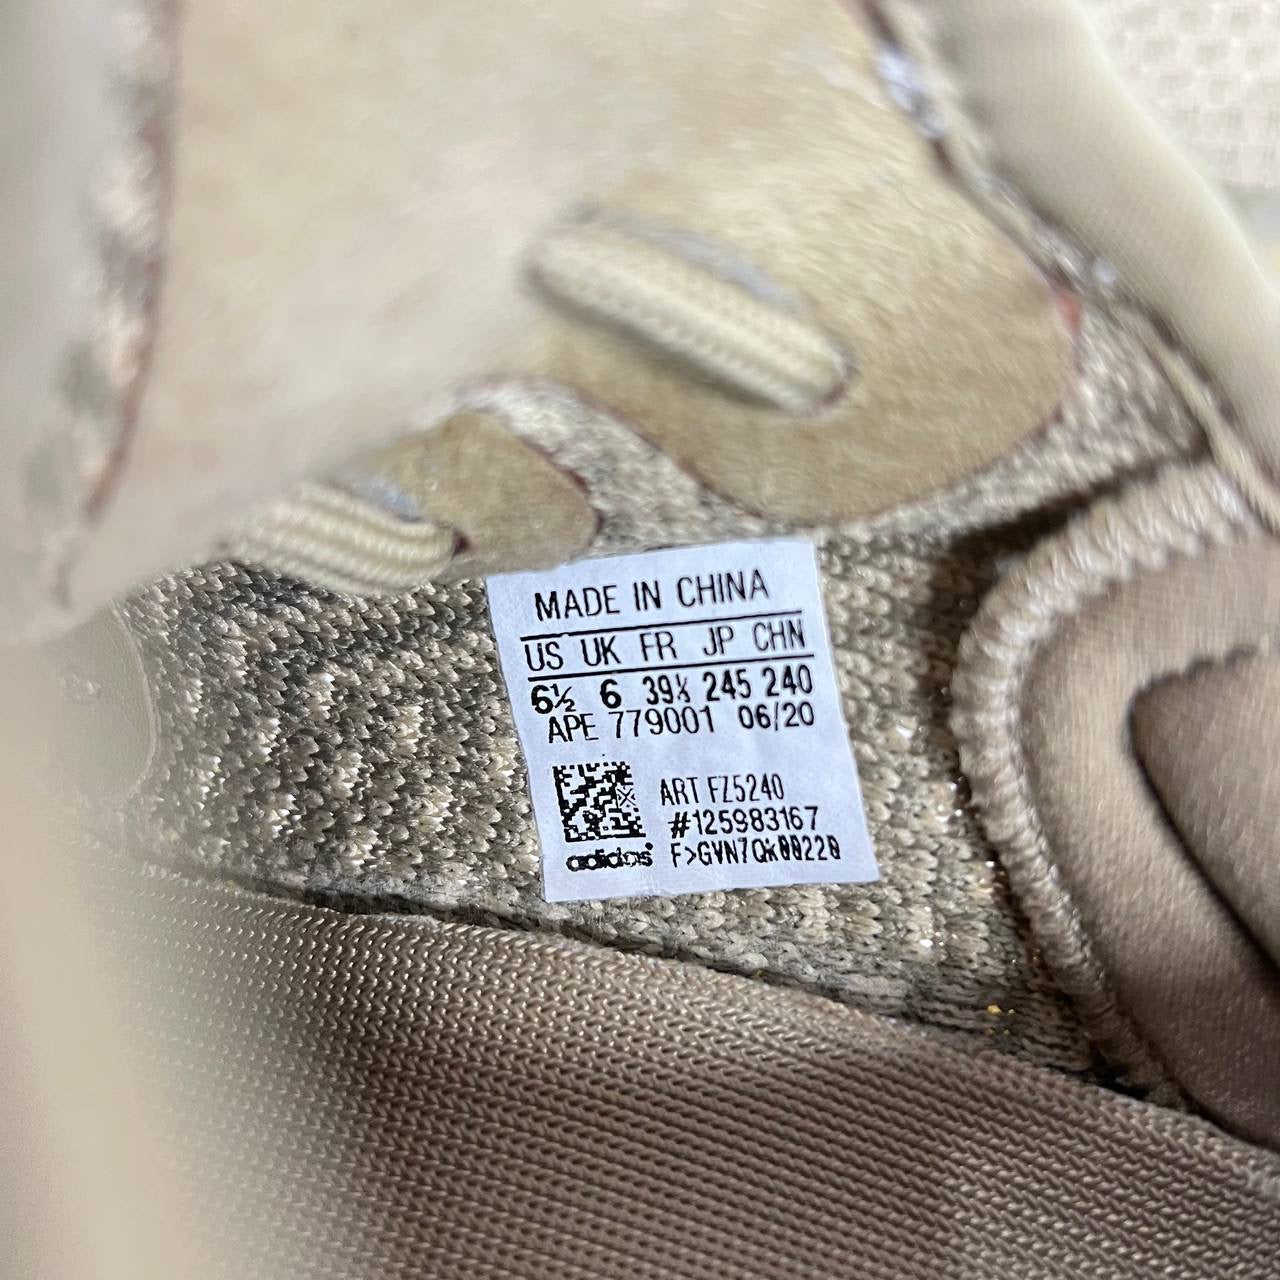 MADE IN CHINA
US UK FR JP CHN
6½ 6 39⅓ 245 240
APE 779001 06/20
ART FZ5240
#125983167
adidas F>GVN7QK00220